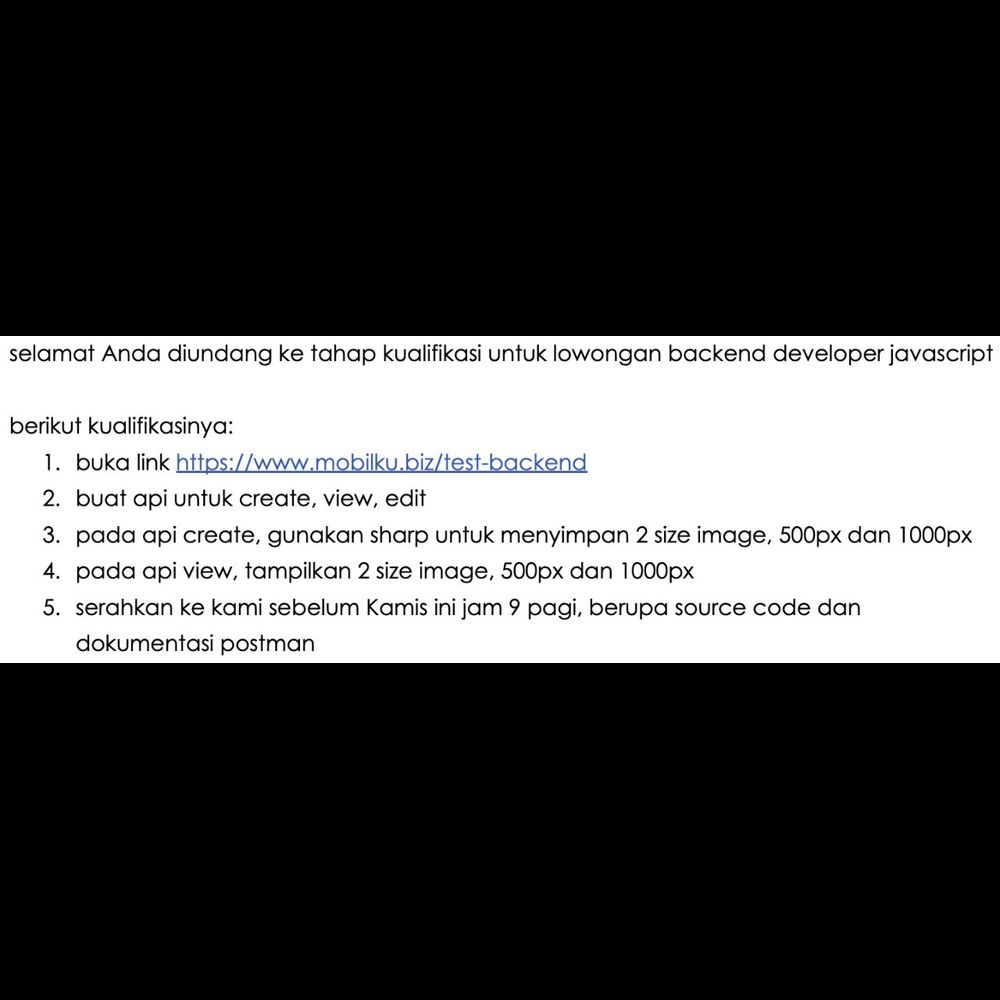 selamat Anda diundang ke tahap kualifikasi untuk lowongan backend developer javascript
berikut kualifikasinya:
1. buka link https://www.mobilku.biz/test-backend
2. buat api untuk create, view, edit
3. pada api create, gunakan sharp untuk menyimpan 2 size image, 500px dan 1000px
4. pada api view, tampilkan 2 size image, 500px dan 1000px
5. serahkan ke kami sebelum Kamis ini jam 9 pagi, berupa source code dan
dokumentasi postman